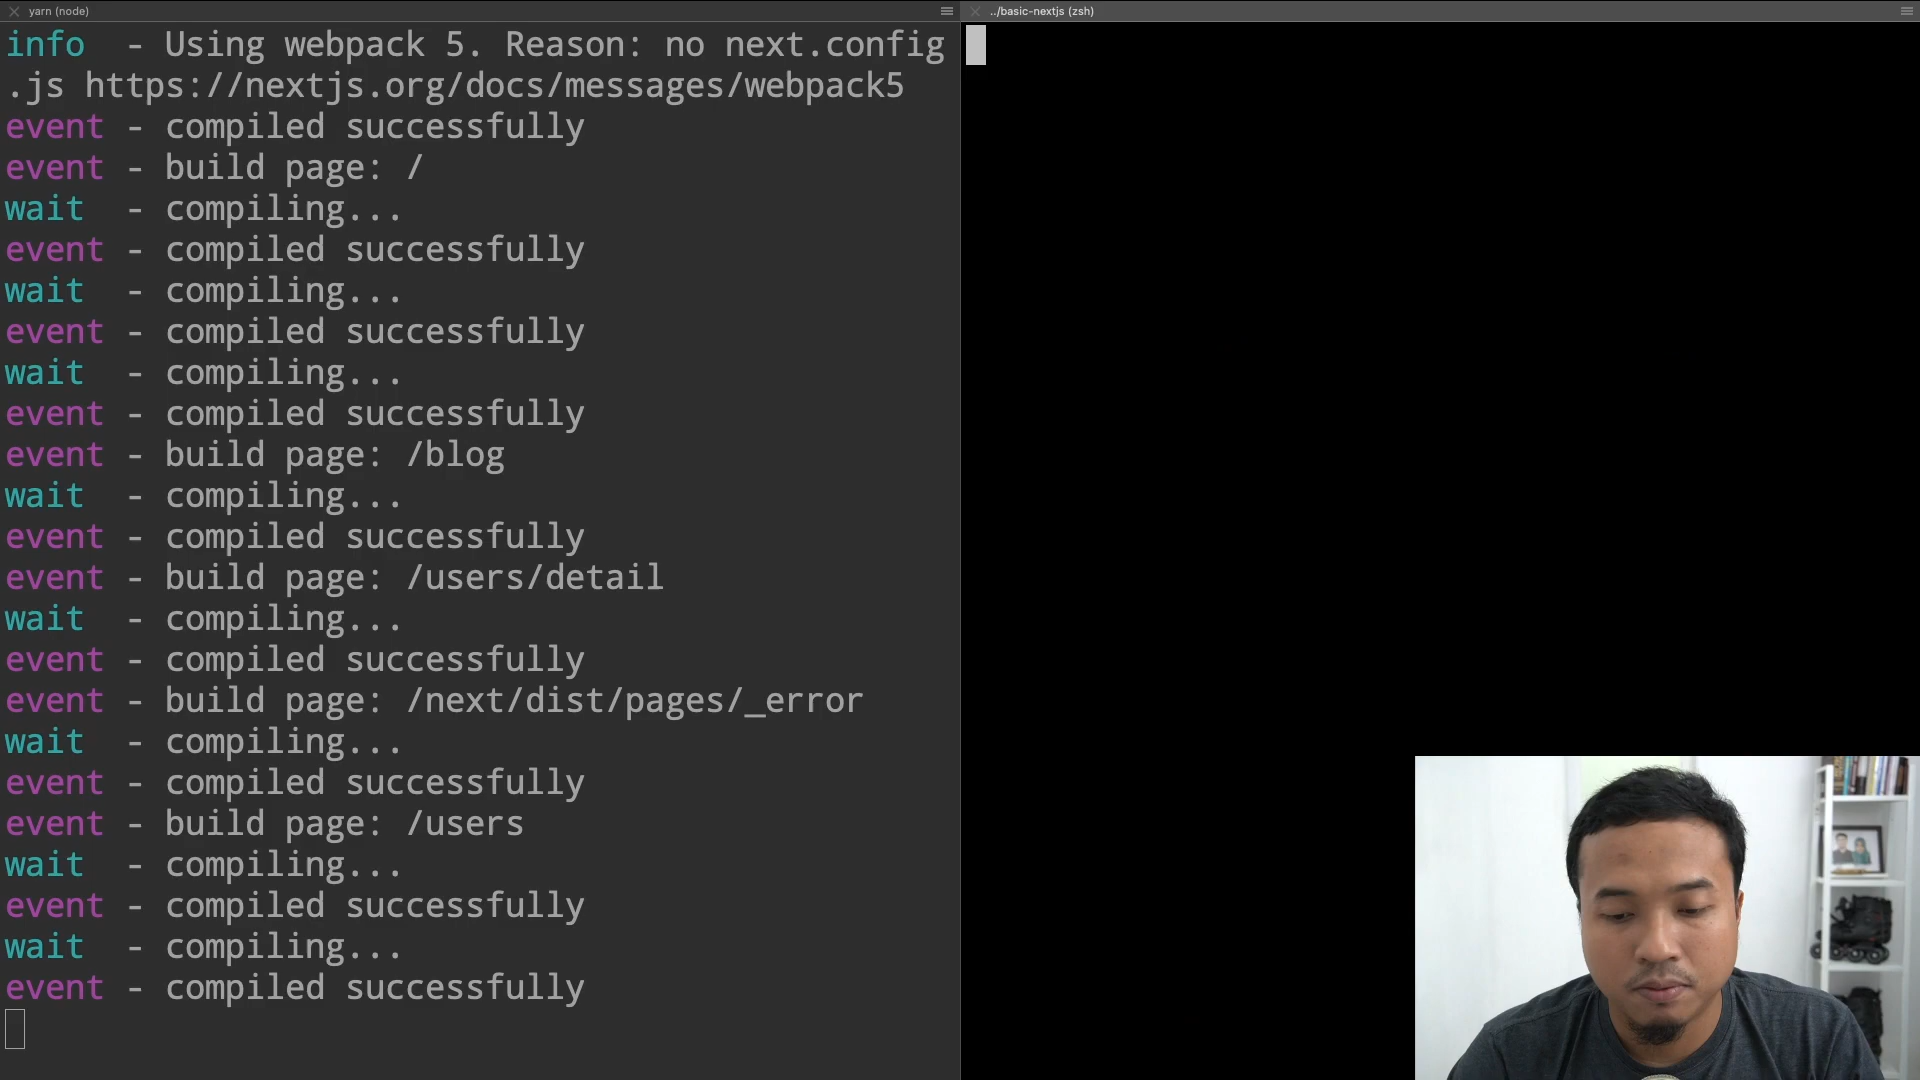 yarn (node)
info  - Using webpack 5. Reason: no next.config
.js https://nextjs.org/docs/messages/webpack5
event - compiled successfully
event - build page: /
wait  - compiling...
event - compiled successfully
wait  - compiling...
event - compiled successfully
wait  - compiling...
event - compiled successfully
event - build page: /blog
wait  - compiling...
event - compiled successfully
event - build page: /users/detail
wait  - compiling...
event - compiled successfully
event - build page: /next/dist/pages/_error
wait  - compiling...
event - compiled successfully
event - build page: /users
wait  - compiling...
event - compiled successfully
wait  - compiling...
event - compiled successfully
../basic-nextjs (zsh)